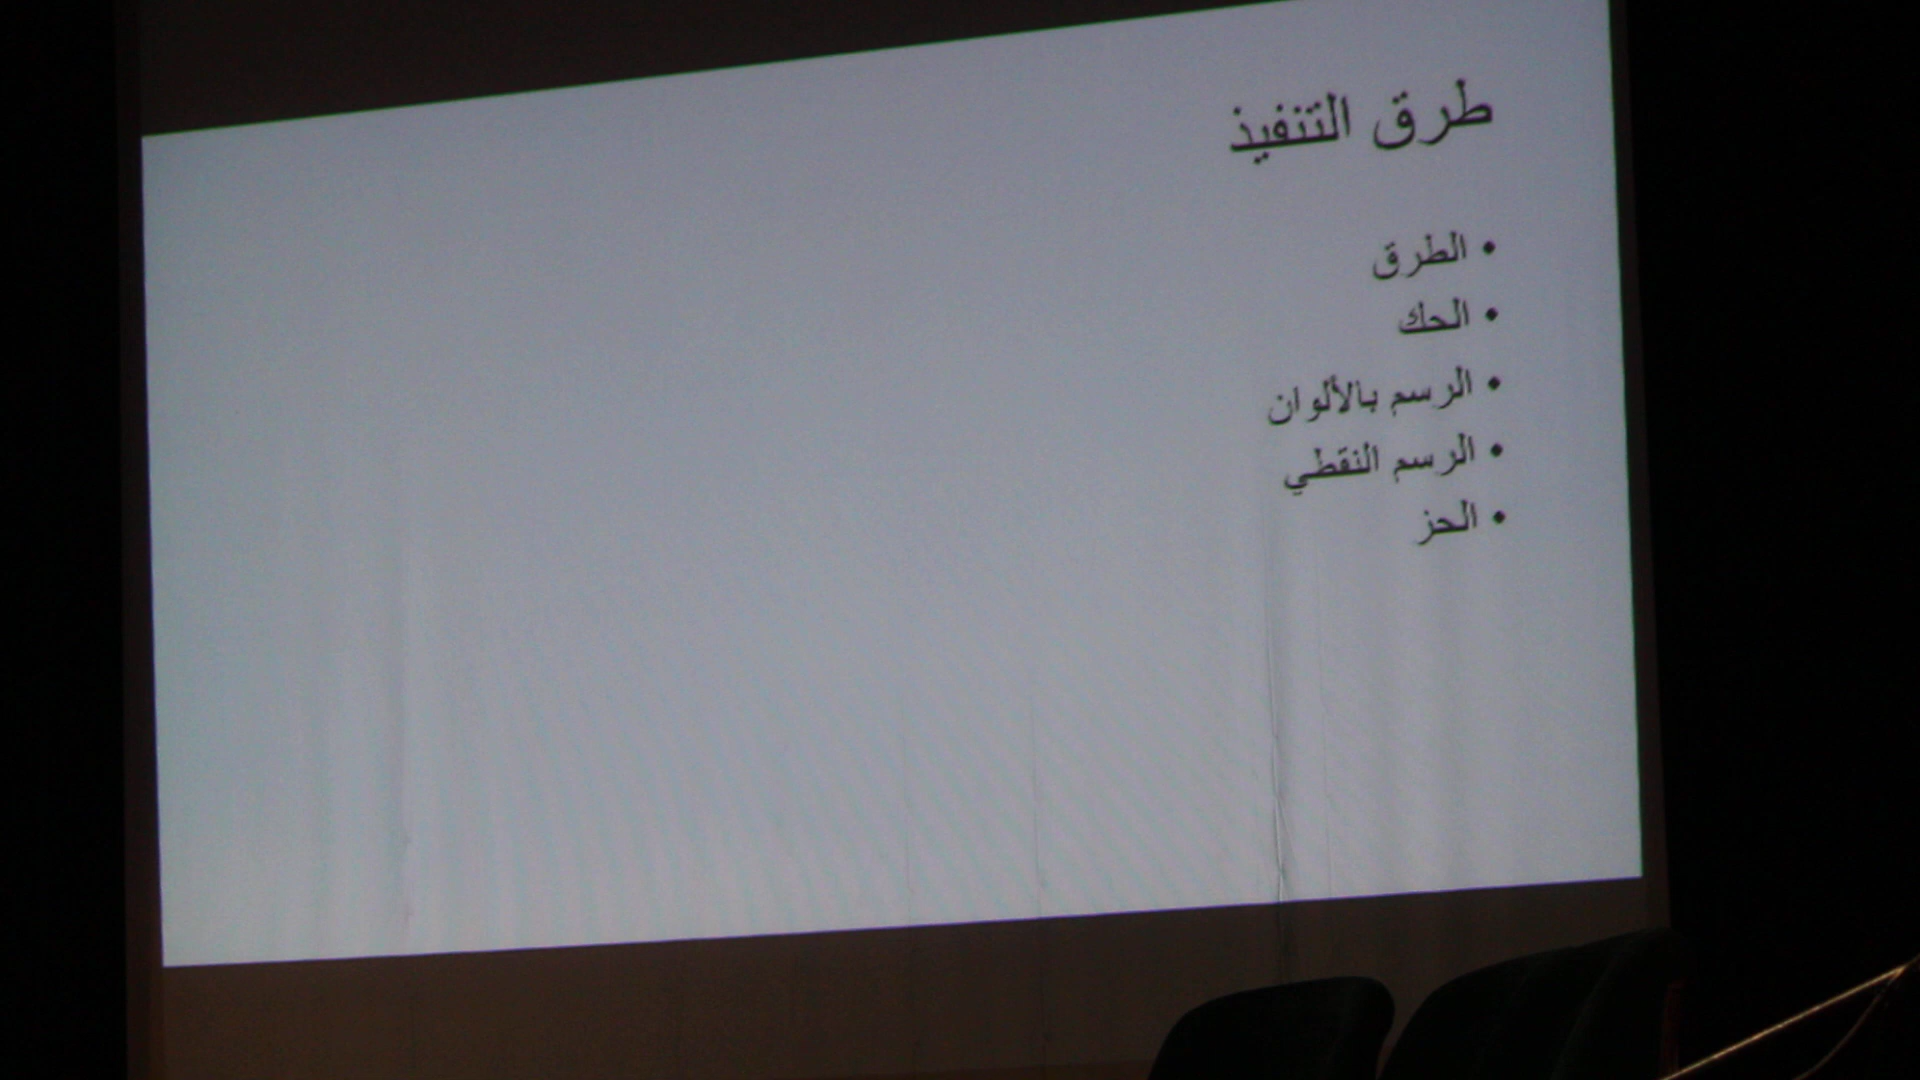 طرق التنفيذ
• الطرق
• الحك
• الرسم بالألوان
• الرسم النقطي
• الحز